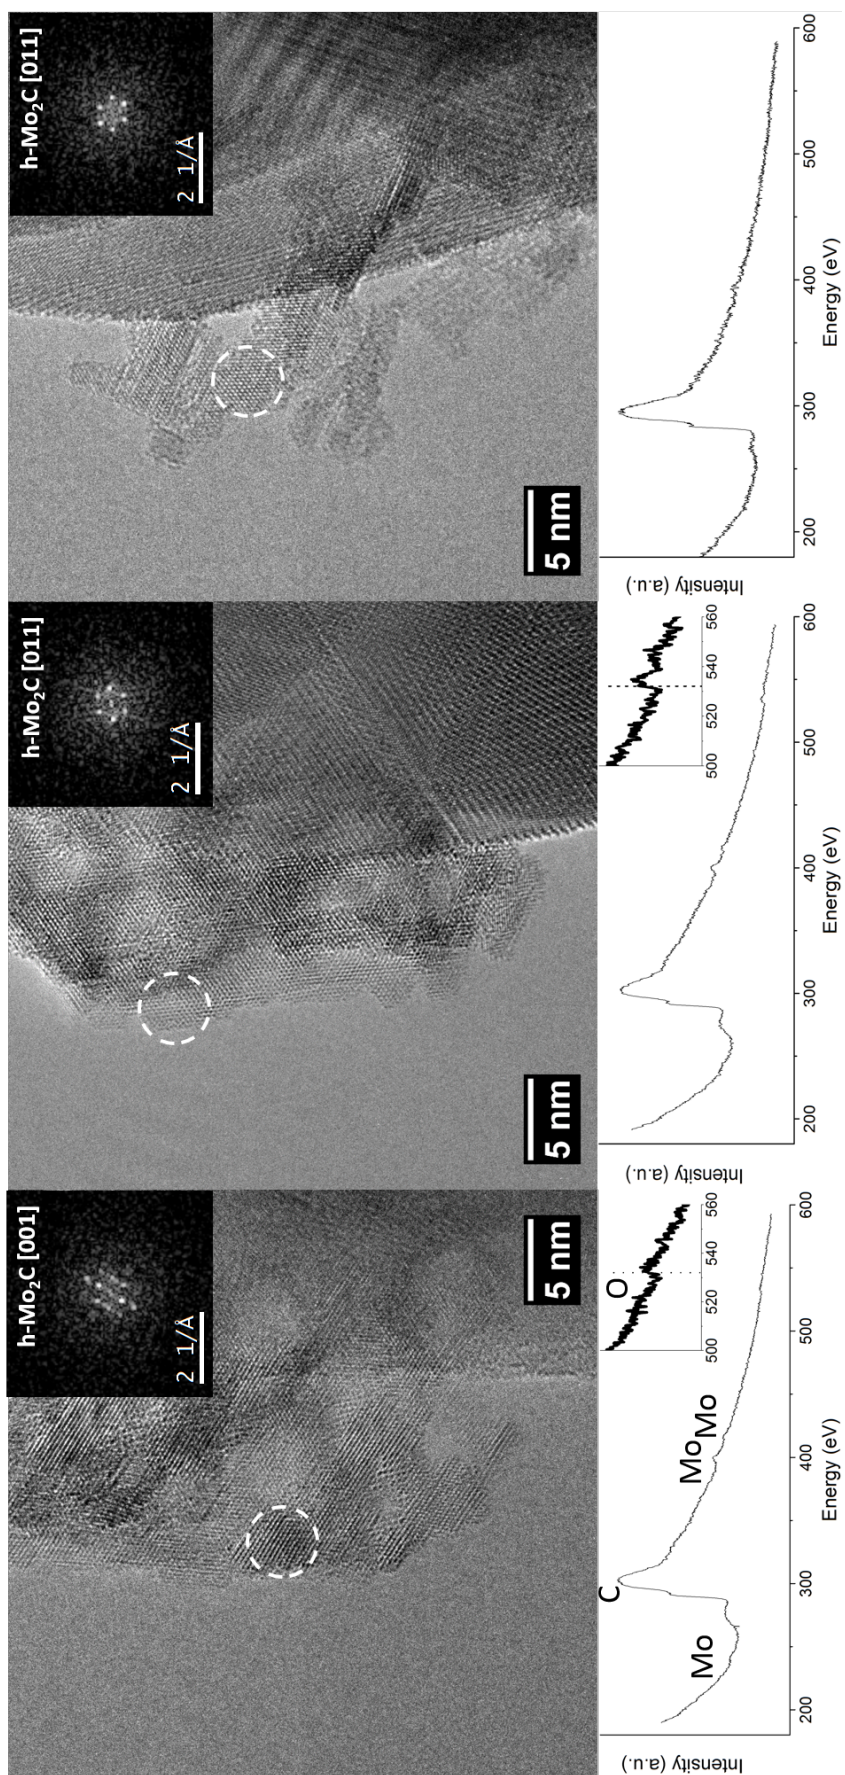 h-Mo₂C [001]
2 1/Å
5 nm
h-Mo₂C [011]
2 1/Å
5 nm
h-Mo₂C [011]
2 1/Å
5 nm
Intensity (a.u.)
Mo
C
Mo Mo
O
500 520 540 560
200 300 400 500 600
Energy (eV)
Intensity (a.u.)
500 520 540 560
200 300 400 500 600
Energy (eV)
Intensity (a.u.)
200 300 400 500 600
Energy (eV)